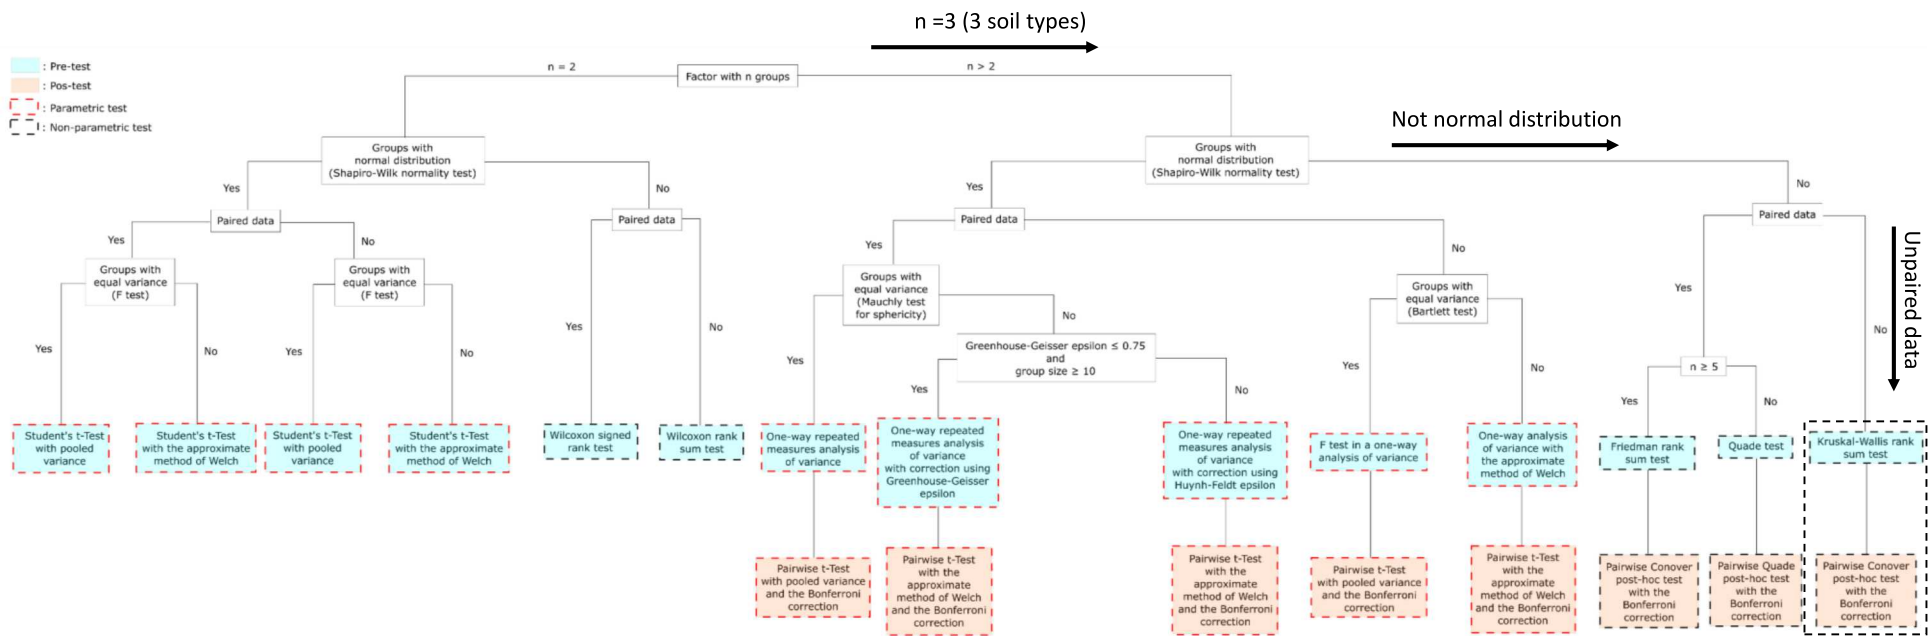 n =3 (3 soil types)
: Pre-test
: Pos-test
: Parametric test
: Non-parametric test
n = 2
Factor with n groups
n > 2
Not normal distribution
Groups with
normal distribution
(Shapiro-Wilk normality test)
Groups with
normal distribution
(Shapiro-Wilk normality test)
Yes
No
Yes
No
Paired data
Paired data
Paired data
Paired data
Yes
No
Yes
No
Unpaired data
Groups with
equal variance
(F test)
Groups with
equal variance
(F test)
Groups with
equal variance
(Mauchly test
for sphericity)
Groups with
equal variance
(Bartlett test)
Yes
Yes
No
Yes
No
No
Greenhouse-Geisser epsilon ≤ 0.75
and
group size ≥ 10
n ≥ 5
Yes
No
Yes
No
Yes
Yes
No
Yes
No
Yes
No
Student's t-Test
with pooled
variance
Student's t-Test
with the approximate
method of Welch
Student's t-Test
with pooled
variance
Student's t-Test
with the approximate
method of Welch
Wilcoxon signed
rank test
Wilcoxon rank
sum test
One-way repeated
measures analysis
of variance
One-way repeated
measures analysis
of variance
with correction using
Greenhouse-Geisser
epsilon
One-way repeated
measures analysis
of variance
with correction using
Huynh-Feldt epsilon
F test in a one-way
analysis of variance
One-way analysis
of variance with
the approximate
method of Welch
Friedman rank
sum test
Quade test
Kruskal-Wallis rank
sum test
Pairwise t-Test
with pooled variance
and the Bonferroni
correction
Pairwise t-Test
with the
approximate
method of Welch
and the Bonferroni
correction
Pairwise t-Test
with the
approximate
method of Welch
and the Bonferroni
correction
Pairwise t-Test
with pooled variance
and the Bonferroni
correction
Pairwise t-Test
with the
approximate
method of Welch
and the Bonferroni
correction
Pairwise Conover
post-hoc test
with the
Bonferroni
correction
Pairwise Quade
post-hoc test
with the
Bonferroni
correction
Pairwise Conover
post-hoc test
with the
Bonferroni
correction